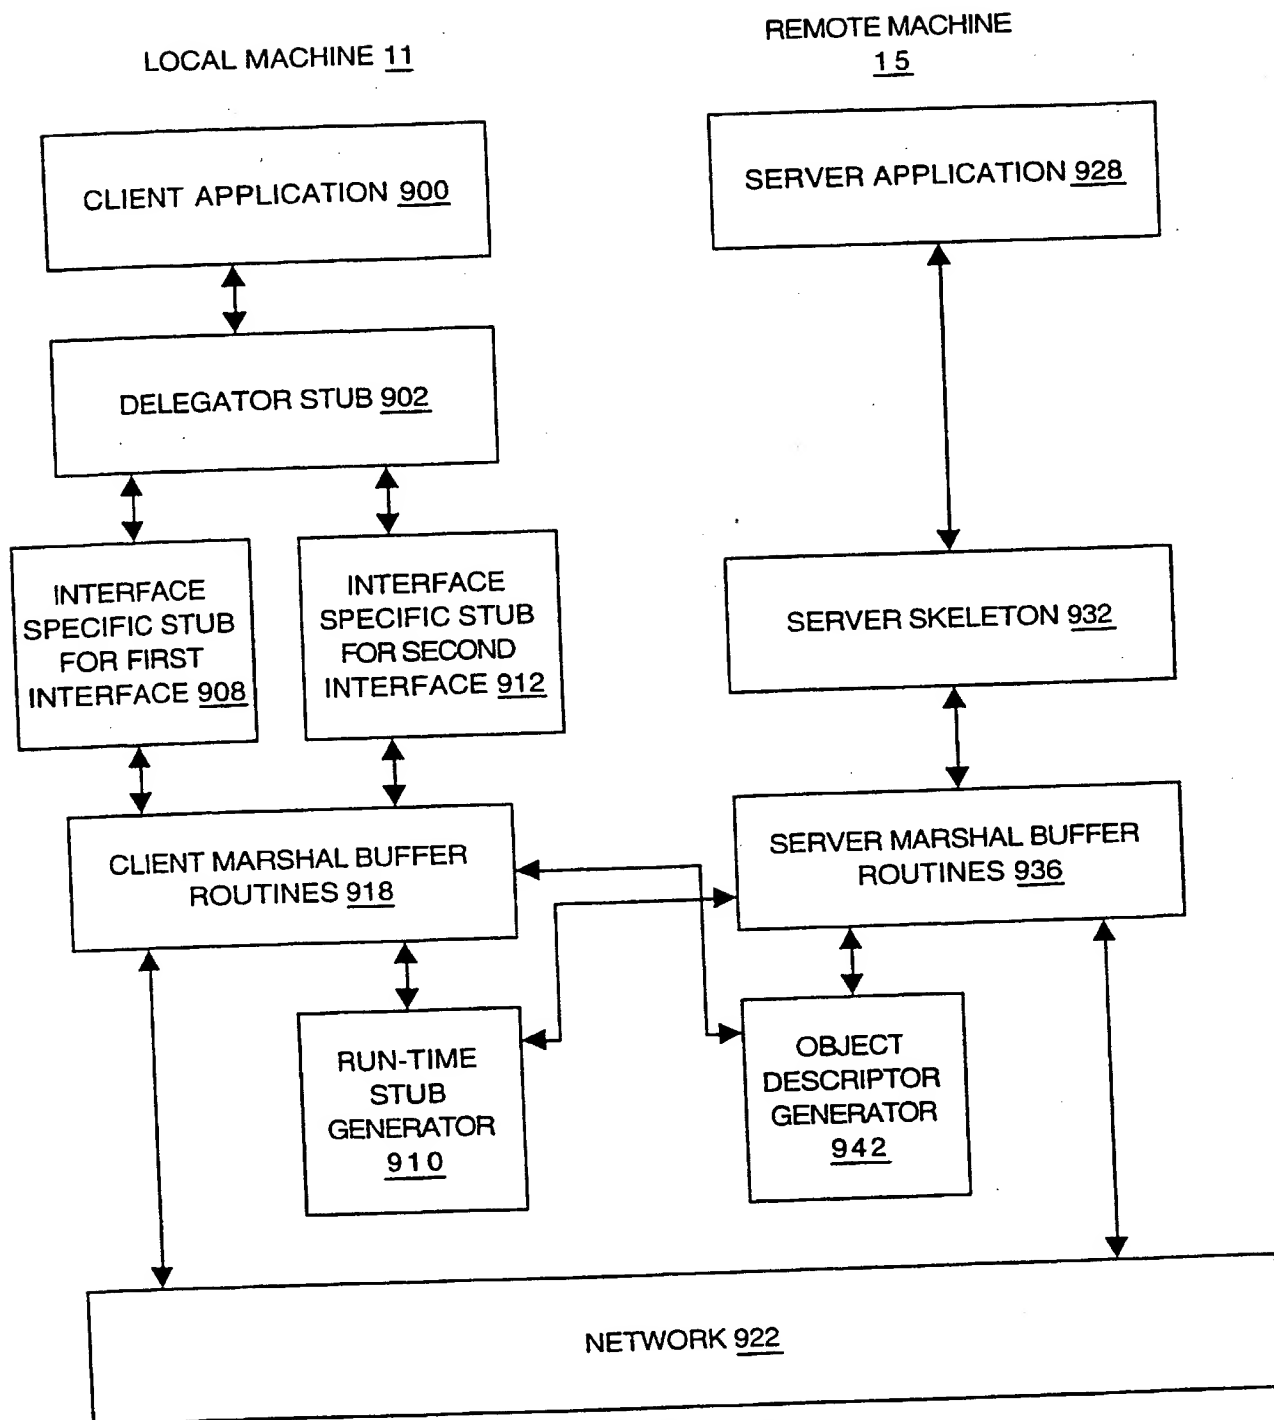 LOCAL MACHINE 11
REMOTE MACHINE
15
CLIENT APPLICATION 900
SERVER APPLICATION 928
DELEGATOR STUB 902
INTERFACE
SPECIFIC STUB
FOR FIRST
INTERFACE 908
INTERFACE
SPECIFIC STUB
FOR SECOND
INTERFACE 912
SERVER SKELETON 932
CLIENT MARSHAL BUFFER
ROUTINES 918
SERVER MARSHAL BUFFER
ROUTINES 936
RUN-TIME
STUB
GENERATOR
910
OBJECT
DESCRIPTOR
GENERATOR
942
NETWORK 922